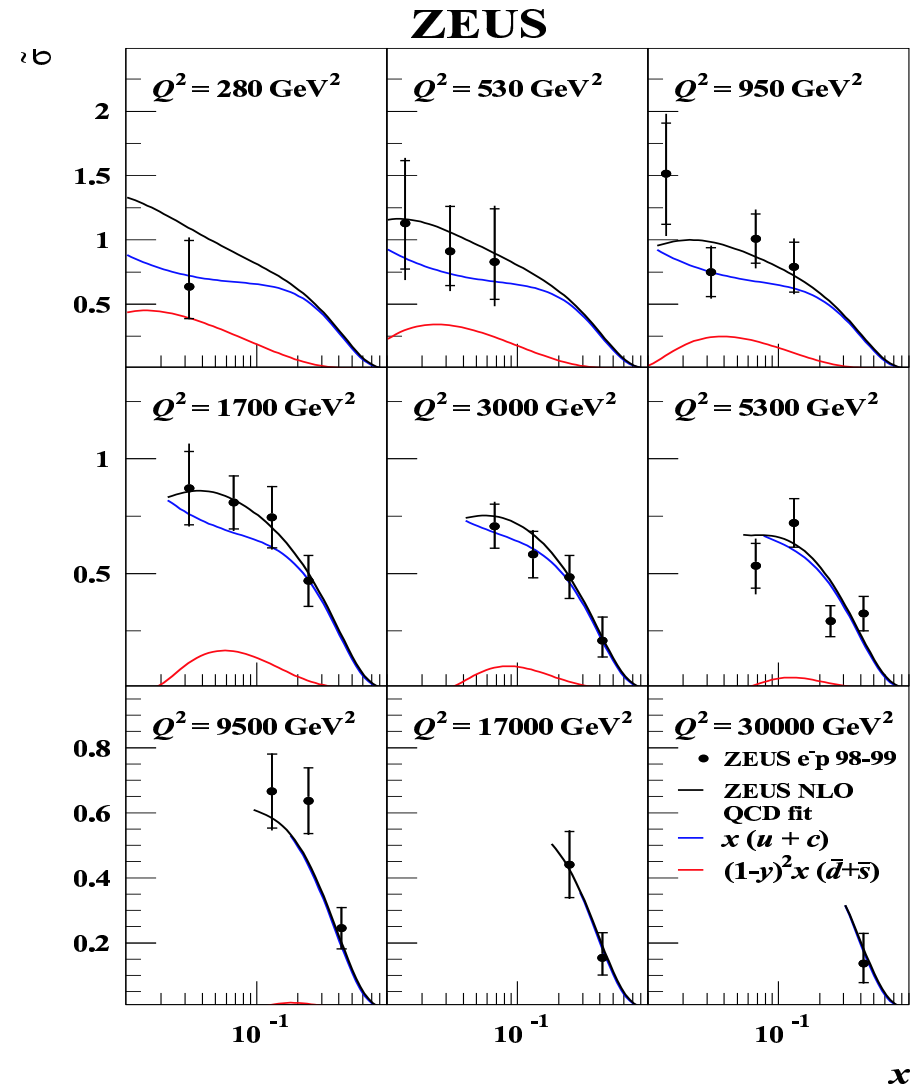 ZEUS
σ̃
Q² = 280 GeV²
Q² = 530 GeV²
Q² = 950 GeV²
2
1.5
1
0.5
Q² = 1700 GeV²
Q² = 3000 GeV²
Q² = 5300 GeV²
1
0.5
Q² = 9500 GeV²
Q² = 17000 GeV²
Q² = 30000 GeV²
ZEUS e⁻p 98-99
ZEUS NLO
QCD fit
x (u + c)
(1-y)²x (d̄+s̄)
0.8
0.6
0.4
0.2
10⁻¹
10⁻¹
10⁻¹
x